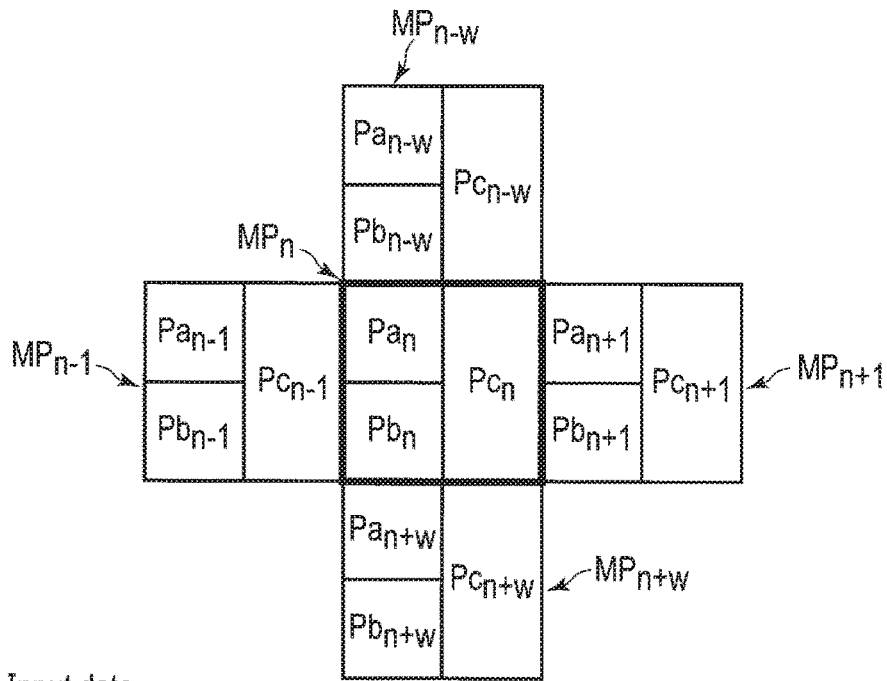 MPn-w
Pan-w
Pcn-w
Pbn-w
MPn
Pan-1
Pan
Pan+1
MPn-1
Pcn-1
Pcn
Pcn+1
MPn+1
Pbn-1
Pbn
Pbn+1
Pan+w
Pcn+w
MPn+w
Pbn+w